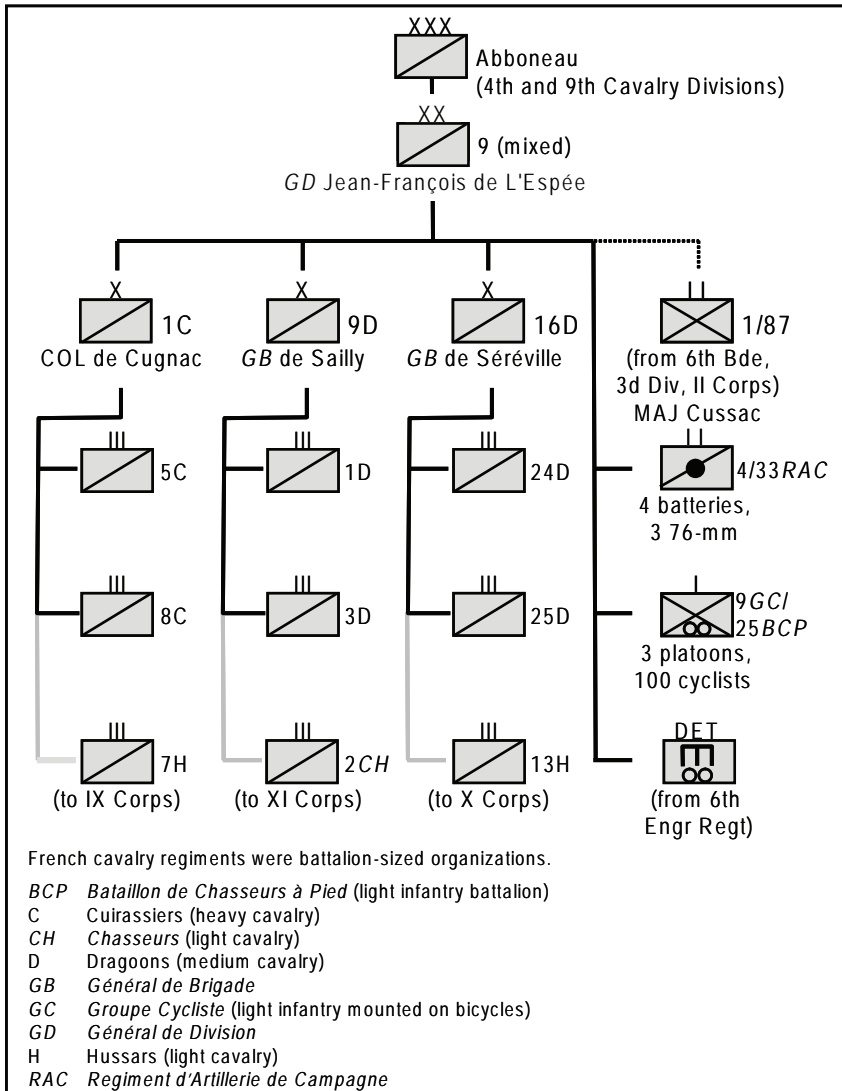 XXX
Abboneau
(4th and 9th Cavalry Divisions)
XX
9 (mixed)
GD Jean-François de L'Espée
X
1C
COL de Cugnac
X
9D
GB de Sailly
X
16D
GB de Séréville
II
1/87
(from 6th Bde,
3d Div, II Corps)
MAJ Cussac
III
5C
III
1D
III
24D
II
4/33RAC
4 batteries,
3 76-mm
III
8C
III
3D
III
25D
I
9GC/
25BCP
3 platoons,
100 cyclists
III
7H
(to IX Corps)
III
2CH
(to XI Corps)
III
13H
(to X Corps)
DET
(from 6th
Engr Regt)
French cavalry regiments were battalion-sized organizations.
BCP Bataillon de Chasseurs à Pied (light infantry battalion)
C Cuirassiers (heavy cavalry)
CH Chasseurs (light cavalry)
D Dragoons (medium cavalry)
GB Général de Brigade
GC Groupe Cycliste (light infantry mounted on bicycles)
GD Général de Division
H Hussars (light cavalry)
RAC Regiment d'Artillerie de Campagne